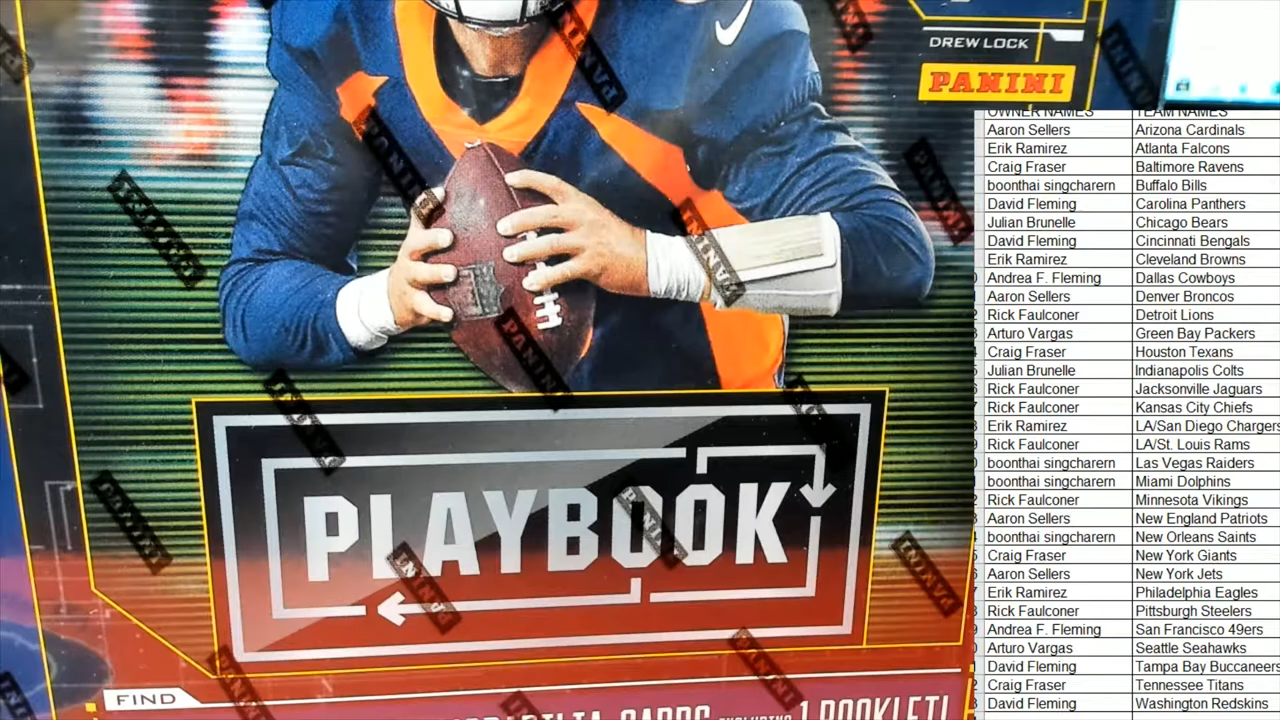 DREW LOCK
PANINI
PLAYBOOK
FIND
CARDS INCLUDING 1 BOOKLET!
OWNER NAMES TEAM NAMES
Aaron Sellers Arizona Cardinals
Erik Ramirez Atlanta Falcons
Craig Fraser Baltimore Ravens
boonthai singcharern Buffalo Bills
David Fleming Carolina Panthers
Julian Brunelle Chicago Bears
David Fleming Cincinnati Bengals
Erik Ramirez Cleveland Browns
Andrea F. Fleming Dallas Cowboys
Aaron Sellers Denver Broncos
Rick Faulconer Detroit Lions
Arturo Vargas Green Bay Packers
Craig Fraser Houston Texans
Julian Brunelle Indianapolis Colts
Rick Faulconer Jacksonville Jaguars
Rick Faulconer Kansas City Chiefs
Erik Ramirez LA/San Diego Chargers
Rick Faulconer LA/St. Louis Rams
boonthai singcharern Las Vegas Raiders
boonthai singcharern Miami Dolphins
Rick Faulconer Minnesota Vikings
Aaron Sellers New England Patriots
boonthai singcharern New Orleans Saints
Craig Fraser New York Giants
Aaron Sellers New York Jets
Erik Ramirez Philadelphia Eagles
Rick Faulconer Pittsburgh Steelers
Andrea F. Fleming San Francisco 49ers
Arturo Vargas Seattle Seahawks
David Fleming Tampa Bay Buccaneers
Craig Fraser Tennessee Titans
David Fleming Washington Redskins